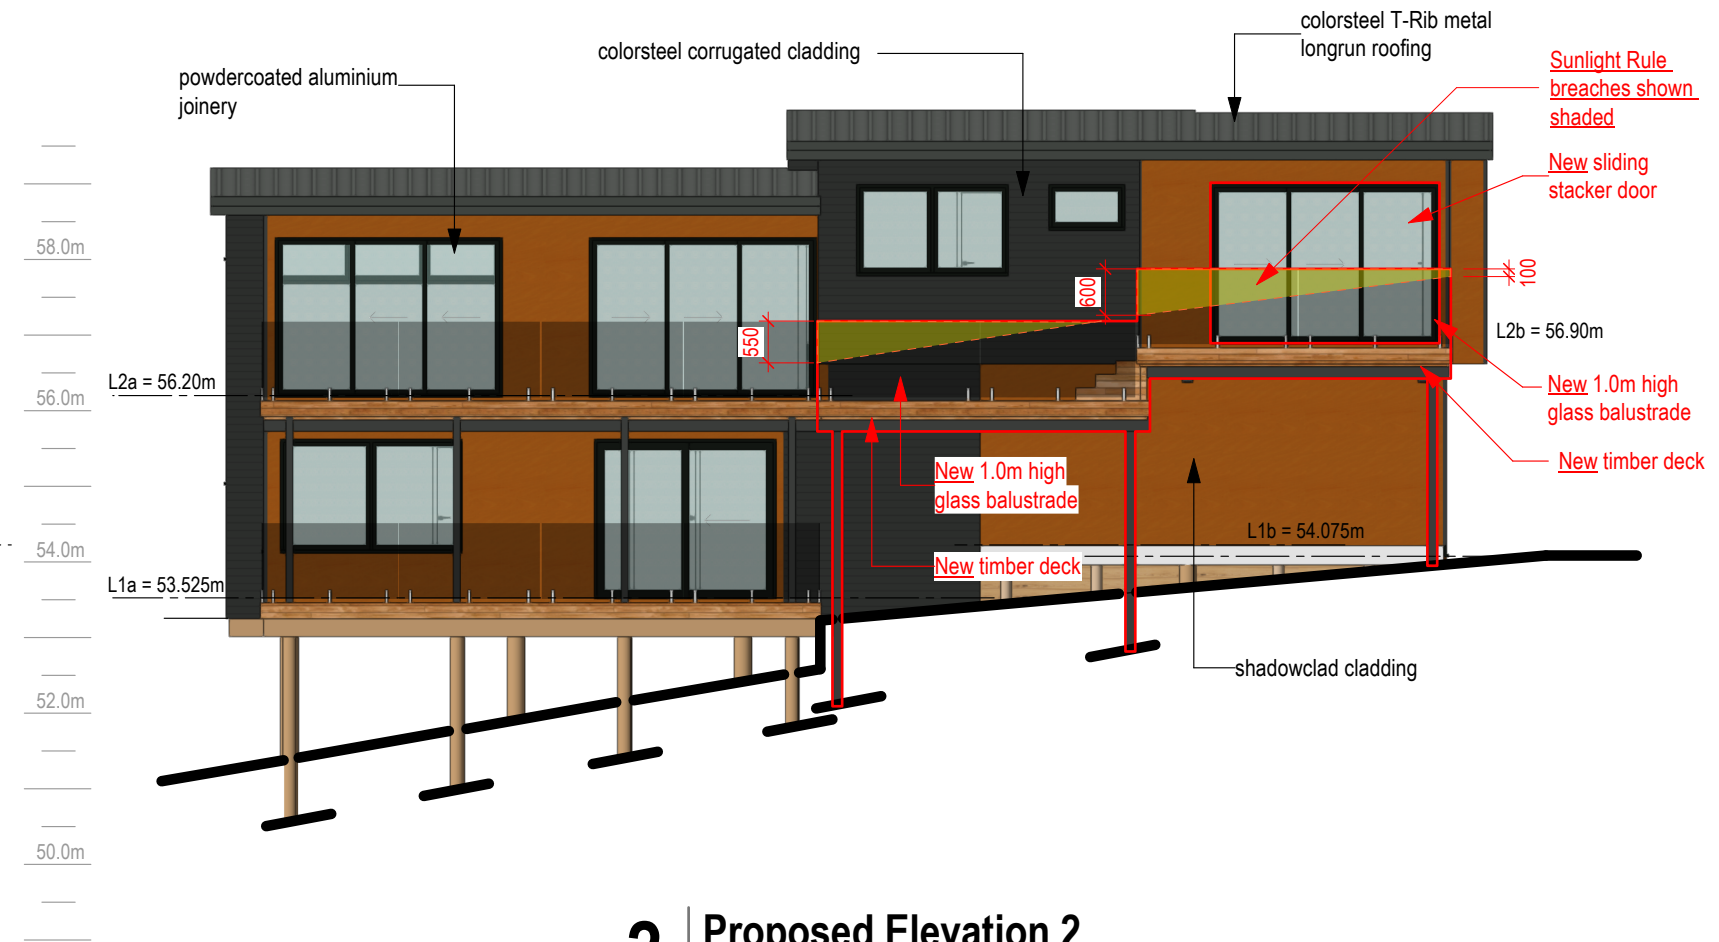 colorsteel T-Rib metal
longrun roofing
colorsteel corrugated cladding
powdercoated aluminium
joinery
Sunlight Rule
breaches shown
shaded
New sliding
stacker door
58.0m
600
100
550
L2b = 56.90m
L2a = 56.20m
56.0m
New 1.0m high
glass balustrade
New timber deck
New 1.0m high
glass balustrade
L1b = 54.075m
54.0m
New timber deck
L1a = 53.525m
shadowclad cladding
52.0m
50.0m
Proposed Elevation 2